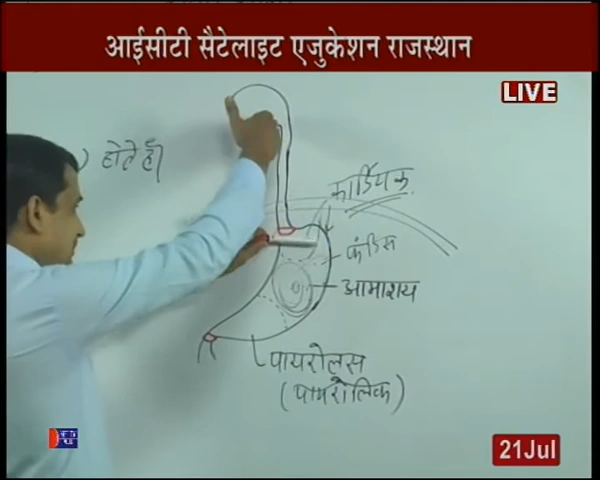 आईसीटी सैटेलाइट एजुकेशन राजस्थान
LIVE
होते हैं।
कार्डियक
फंडिस
आमाशय
पायरोलस
(पायरोलिक)
21Jul